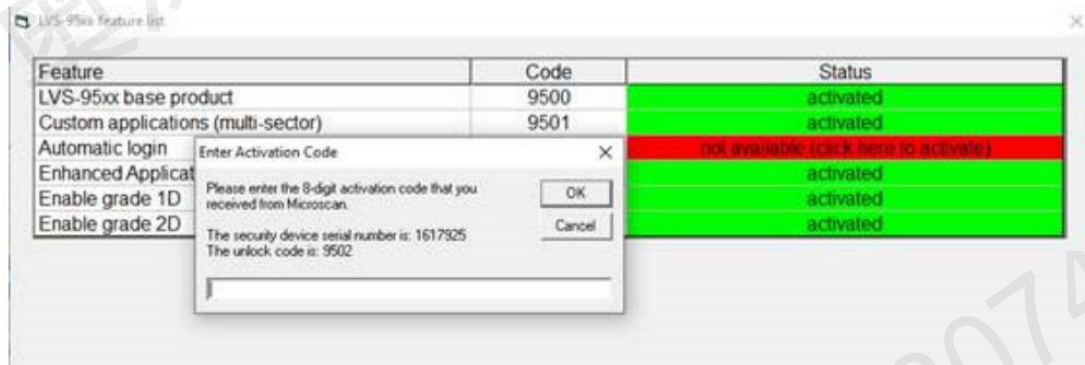 LVS-95xx feature list
Feature Code Status
LVS-95xx base product 9500 activated
Custom applications (multi-sector) 9501 activated
Automatic login not available (click here to activate)
Enhanced Applicat activated
Enable grade 1D activated
Enable grade 2D activated
Enter Activation Code
Please enter the 8-digit activation code that you
received from Microscan.
OK
The security device serial number is: 1617925
The unlock code is: 9502
Cancel